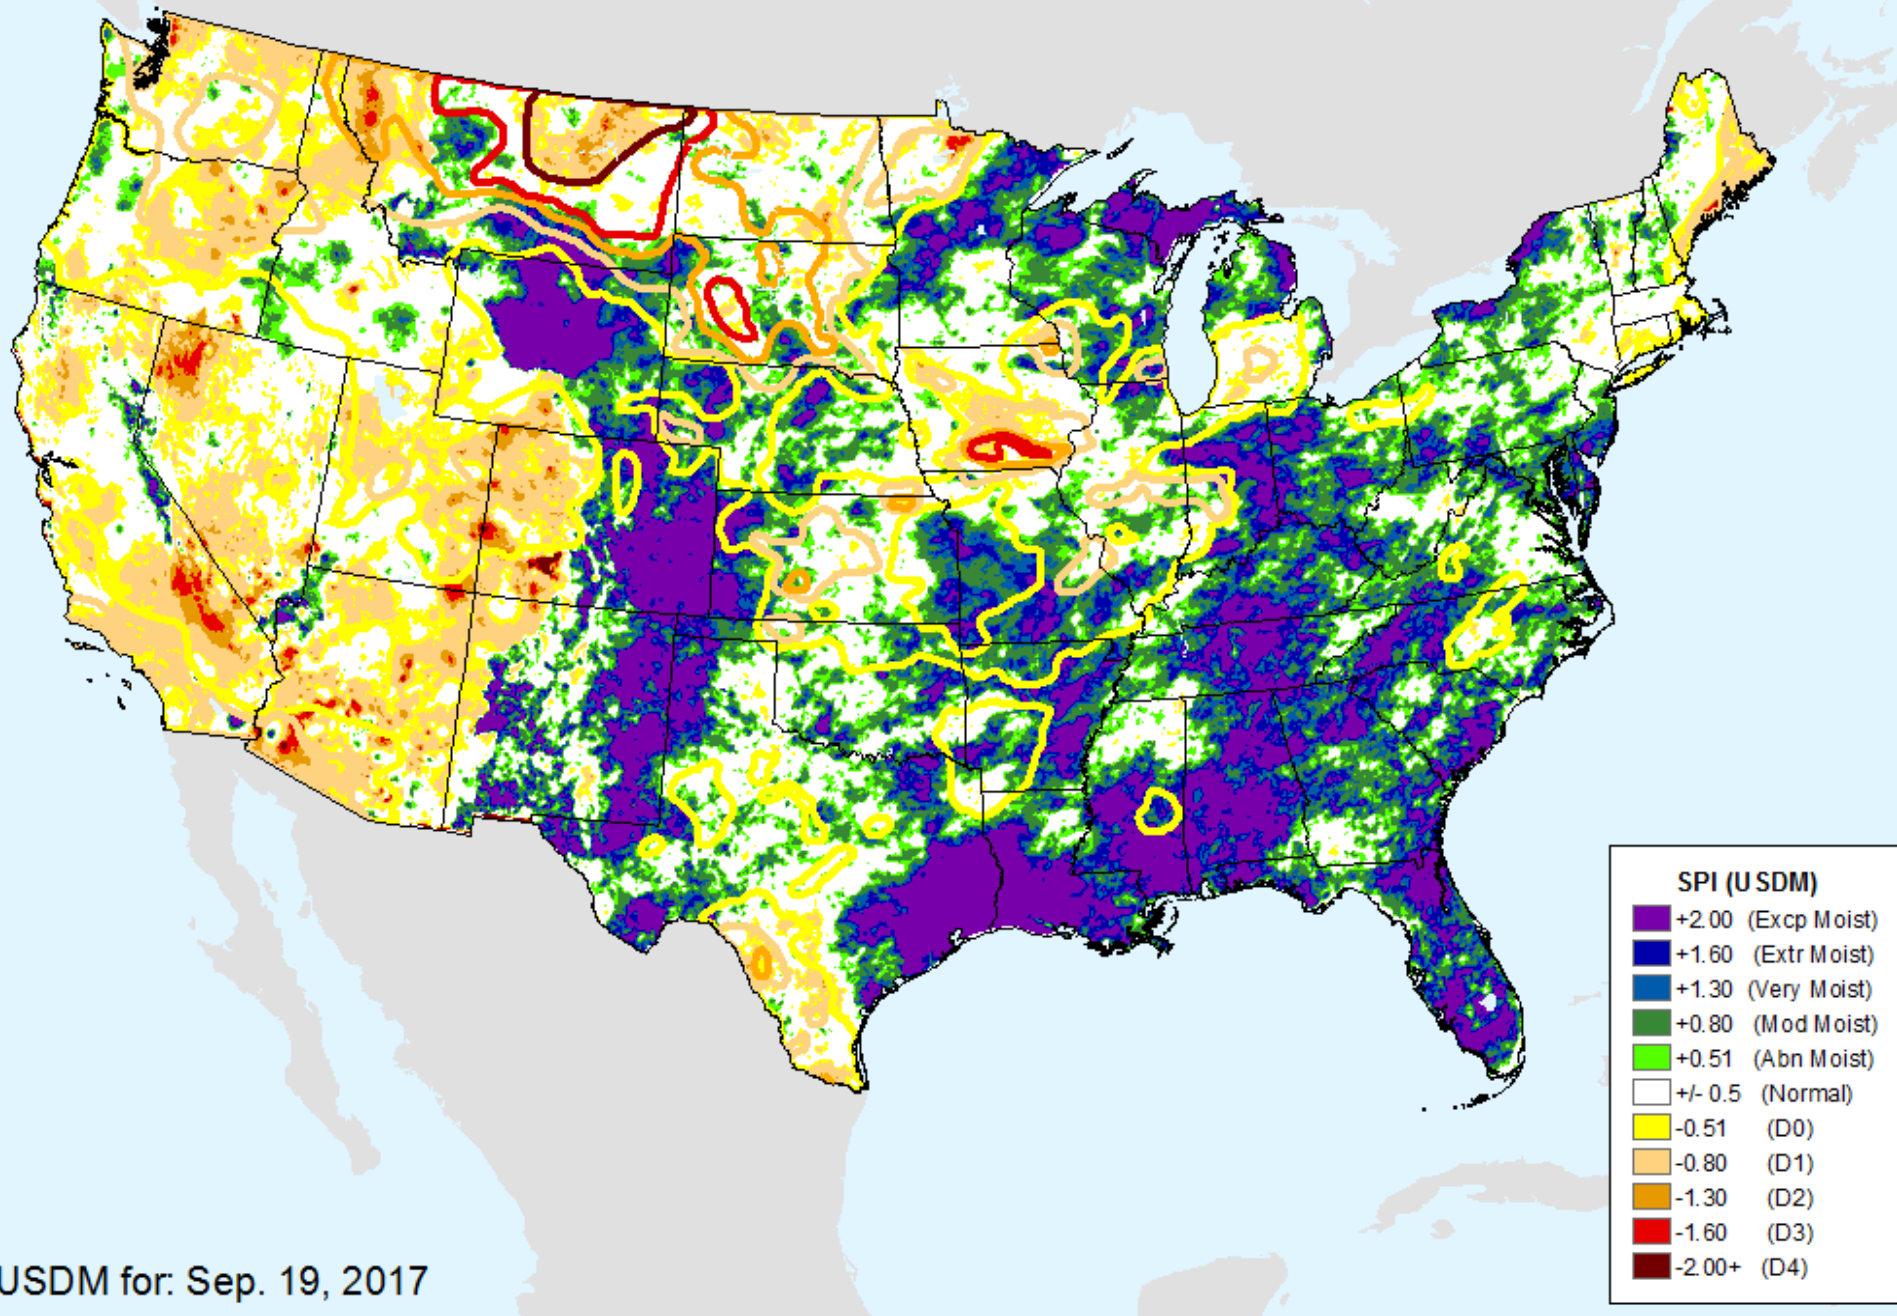 SPI (USDM)
+2.00 (Excp Moist)
+1.60 (Extr Moist)
+1.30 (Very Moist)
+0.80 (Mod Moist)
+0.51 (Abn Moist)
+/- 0.5 (Normal)
-0.51 (D0)
-0.80 (D1)
-1.30 (D2)
-1.60 (D3)
-2.00+ (D4)
USDM for: Sep. 19, 2017